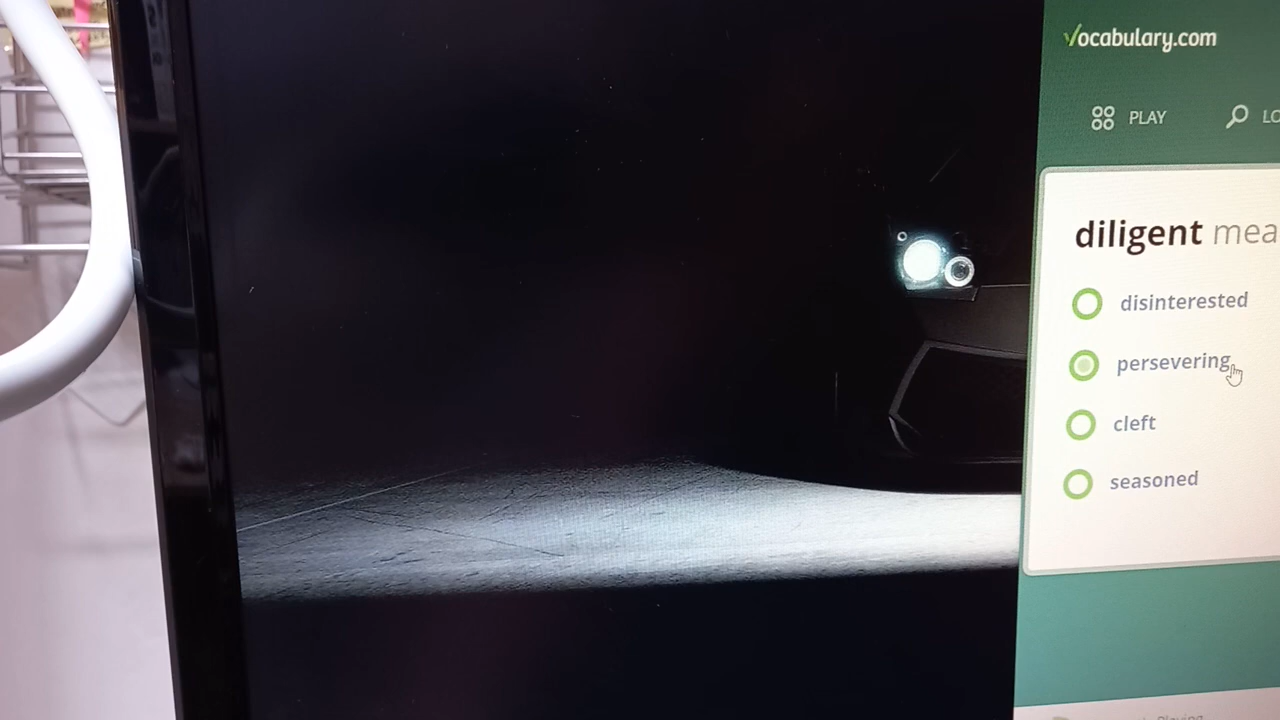 Vocabulary.com
PLAY
diligent
disinterested
persevering
cleft
seasoned